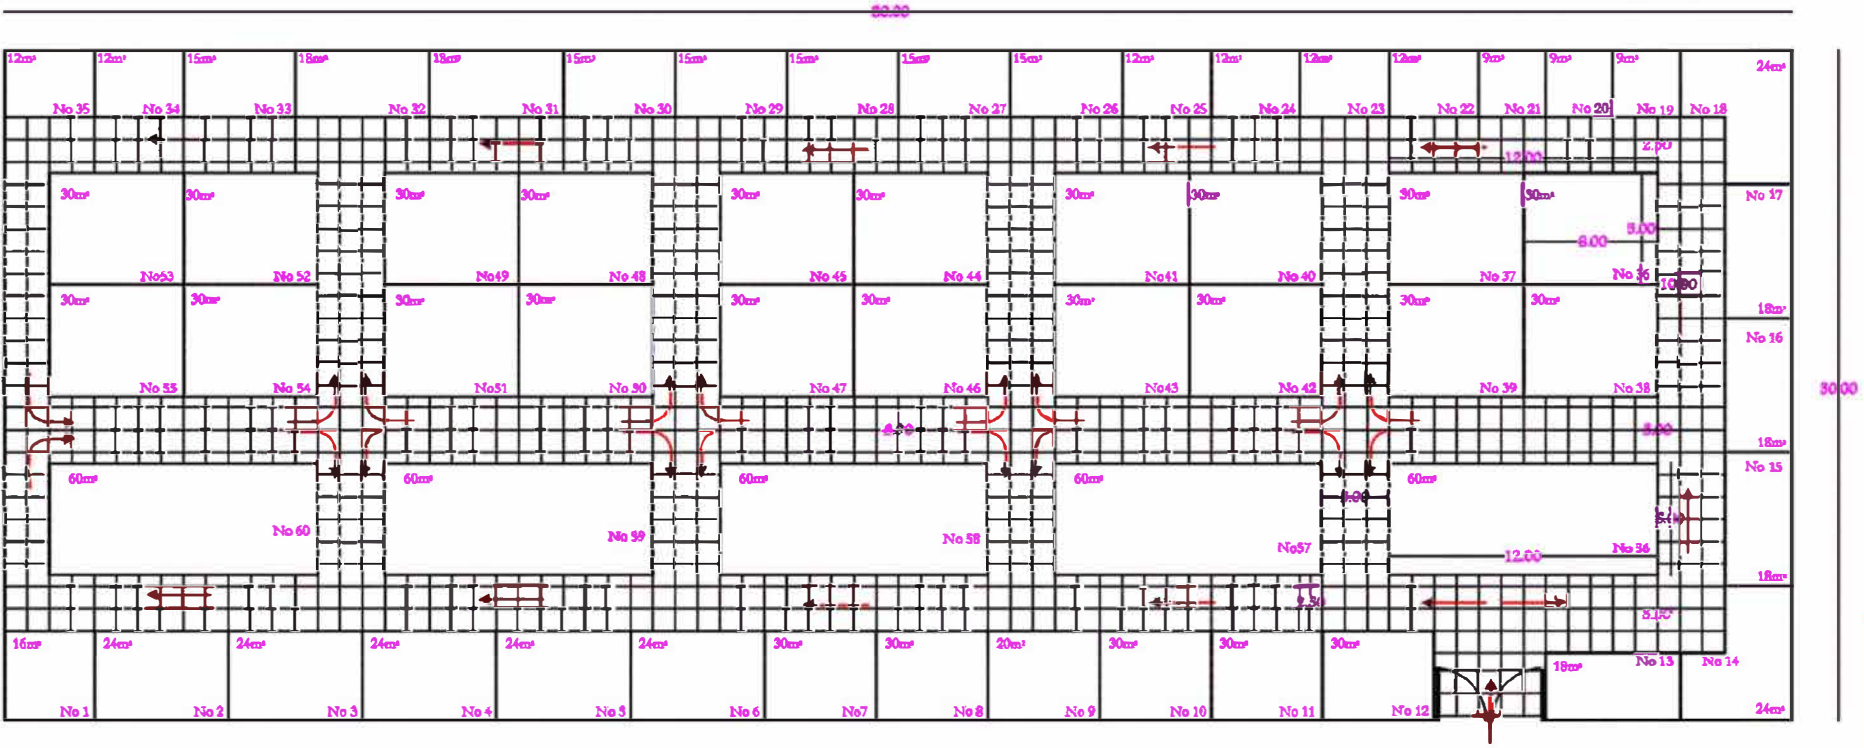 80.00
12m² 12m² 15m² 18m² 18m² 15m² 15m² 15m² 15m² 15m² 12m² 12m² 12m² 12m² 9m² 9m² 9m² 24m²
No 35 No 34 No 33 No 32 No 31 No 30 No 29 No 28 No 27 No 26 No 25 No 24 No 23 No 22 No 21 No 20 No 19 No 18
12.00 2.50
30m² 30m² 30m² 30m² 30m² 30m² 30m² 30m² 30m² 30m² No 17
6.00 5.00
No53 No 52 No49 No 48 No 45 No 44 No41 No 40 No 37 No 36
30m² 30m² 30m² 30m² 30m² 30m² 30m² 30m² 30m² 30m² 18m²
No 16
No 55 No 54 No51 No 50 No 47 No 46 No43 No 42 No 39 No 38 30.00
3.00 18m²
60m² 60m² 60m² 60m² 60m² No 15
3.00
No 60 No 59 No 58 No57 No 56
12.00
18m²
2.50
16m² 24m² 24m² 24m² 24m² 24m² 30m² 30m² 20m² 30m² 30m² 30m² 18m² No 13 No 14
No 1 No 2 No 3 No 4 No 5 No 6 No7 No 8 No 9 No 10 No 11 No 12 24m²